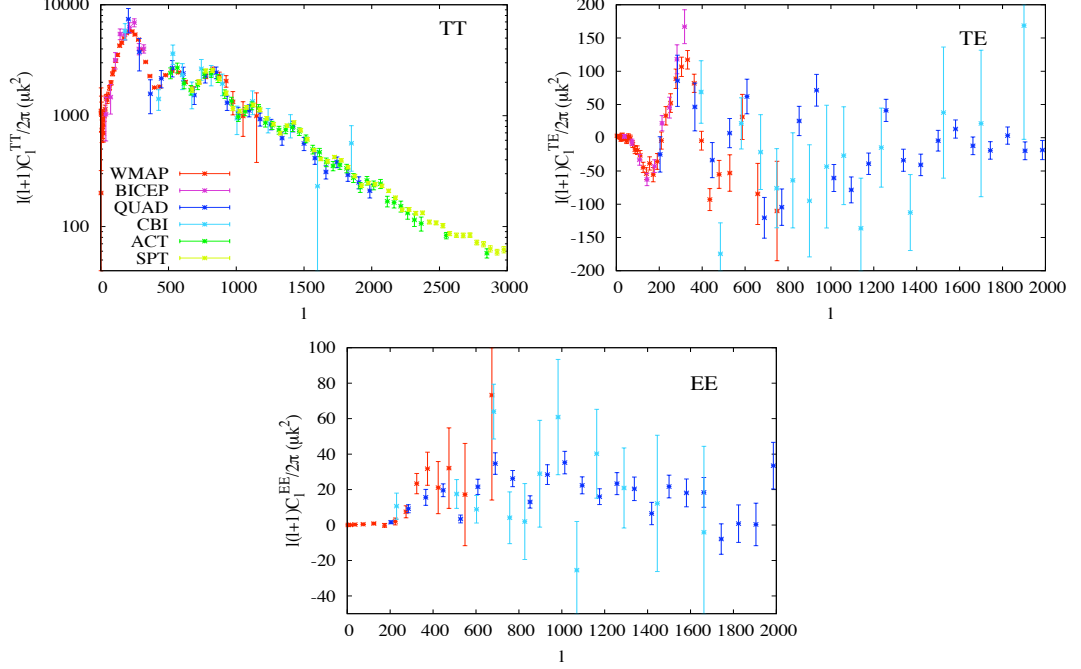 10000
1000
100
l(l+1)C_l^TT/2π (μk²)
TT
WMAP
BICEP
QUAD
CBI
ACT
SPT
0 500 1000 1500 2000 2500 3000
l
200
150
100
50
0
-50
-100
-150
-200
l(l+1)C_l^TE/2π (μk²)
TE
0 200 400 600 800 1000 1200 1400 1600 1800 2000
l
100
80
60
40
20
0
-20
-40
l(l+1)C_l^EE/2π (μk²)
EE
0 200 400 600 800 1000 1200 1400 1600 1800 2000
l